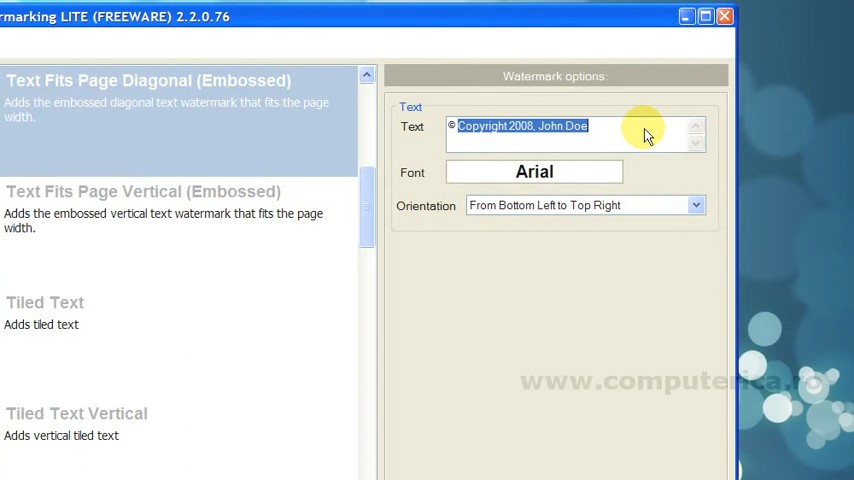 rmarking LITE (FREEWARE) 2.2.0.76
Text Fits Page Diagonal (Embossed)
Adds the embossed diagonal text watermark that fits the page
width.
Text Fits Page Vertical (Embossed)
Adds the embossed vertical text watermark that fits the page
width.
Tiled Text
Adds tiled text
Tiled Text Vertical
Adds vertical tiled text
Watermark options:
Text
Text
© Copyright 2008, John Doe
Font
Arial
Orientation
From Bottom Left to Top Right
www.computerica.ro